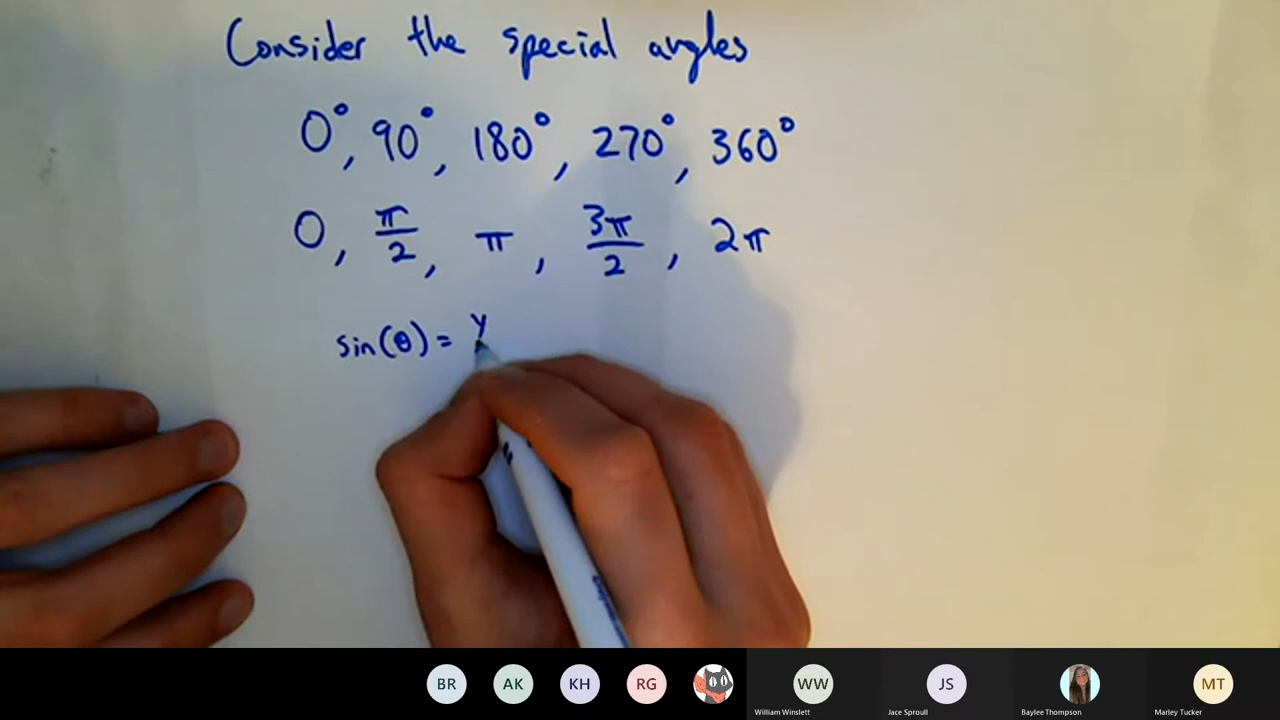 Consider the special angles
0°, 90°, 180°, 270°, 360°
0, π/2, π, 3π/2, 2π
sin(θ) = y
BR AK KH RG WW JS MT
William Winslett Jace Sproull Baylee Thompson Marley Tucker